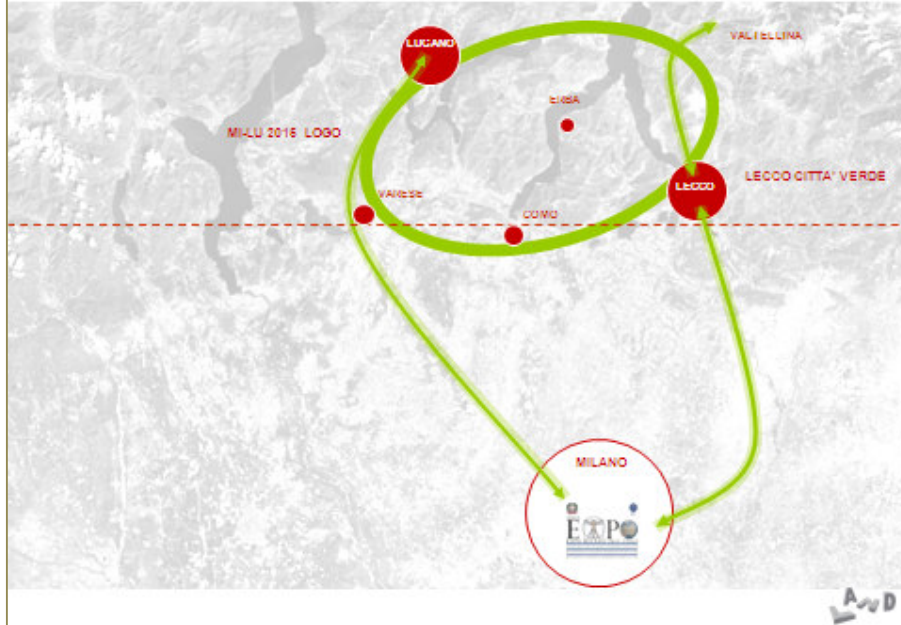 LUGANO
VALTELLINA
ERBA
MI-LU 2015 LOGO
LECCO
LECCO CITTA' VERDE
VARESE
COMO
MILANO
EXPO
LAND